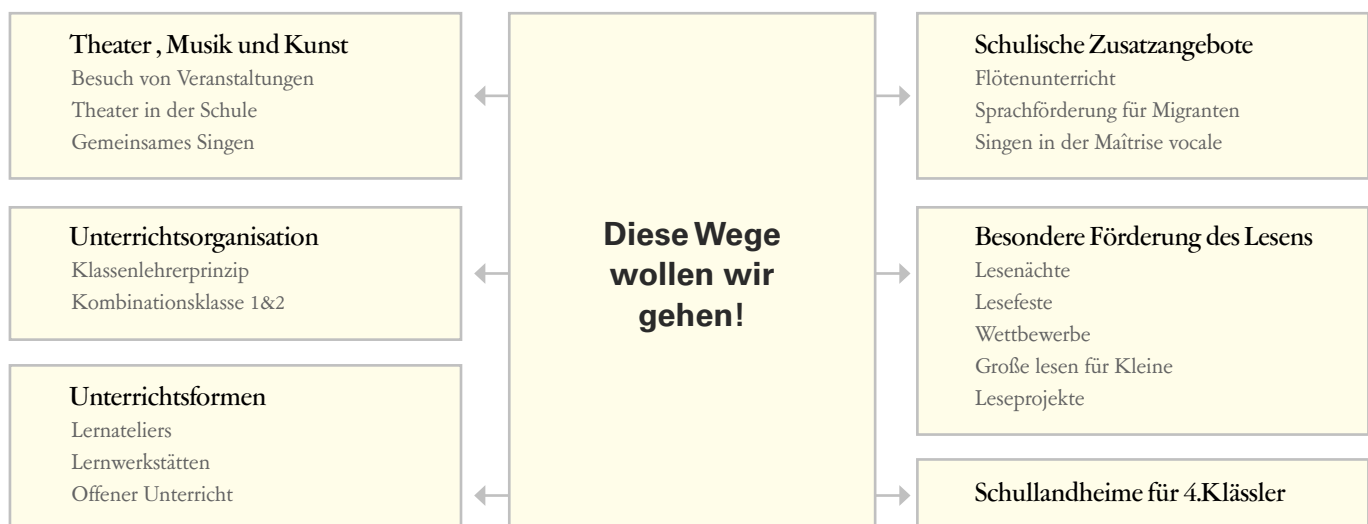 Theater , Musik und Kunst
Besuch von Veranstaltungen
Theater in der Schule
Gemeinsames Singen
Unterrichtsorganisation
Klassenlehrerprinzip
Kombinationsklasse 1&2
Unterrichtsformen
Lernateliers
Lernwerkstätten
Offener Unterricht
Diese Wege
wollen wir
gehen!
Schulische Zusatzangebote
Flötenunterricht
Sprachförderung für Migranten
Singen in der Maîtrise vocale
Besondere Förderung des Lesens
Lesenächte
Lesefeste
Wettbewerbe
Große lesen für Kleine
Leseprojekte
Schullandheime für 4.Klässler